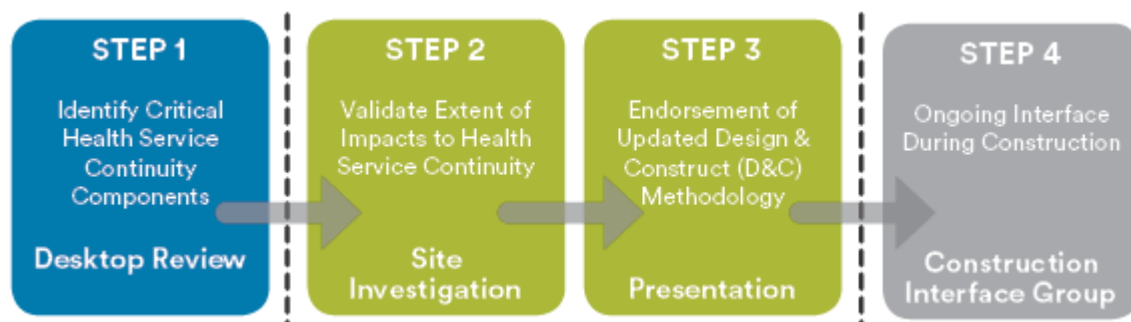 STEP 1
Identify Critical
Health Service
Continuity
Components
Desktop Review
STEP 2
Validate Extent of
Impacts to Health
Service Continuity
Site
Investigation
STEP 3
Endorsement of
Updated Design &
Construct (D&C)
Methodology
Presentation
STEP 4
Ongoing Interface
During Construction
Construction
Interface Group